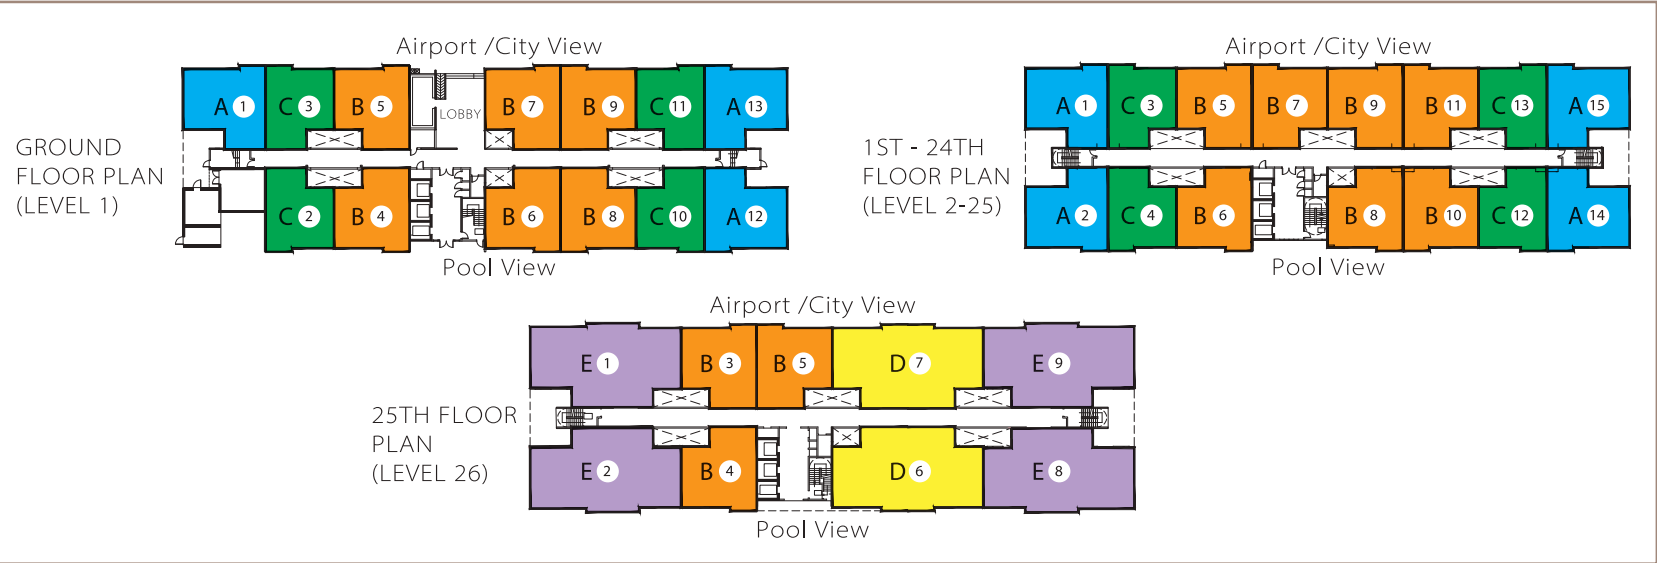 Airport /City View
A 1 C 3 B 5 LOBBY B 7 B 9 C 11 A 13
GROUND
FLOOR PLAN
(LEVEL 1)
C 2 B 4 B 6 B 8 C 10 A 12
Pool View
Airport /City View
A 1 C 3 B 5 B 7 B 9 B 11 C 13 A 15
1ST - 24TH
FLOOR PLAN
(LEVEL 2-25)
A 2 C 4 B 6 B 8 B 10 C 12 A 14
Pool View
Airport /City View
E 1 B 3 B 5 D 7 E 9
25TH FLOOR
PLAN
(LEVEL 26)
E 2 B 4 D 6 E 8
Pool View